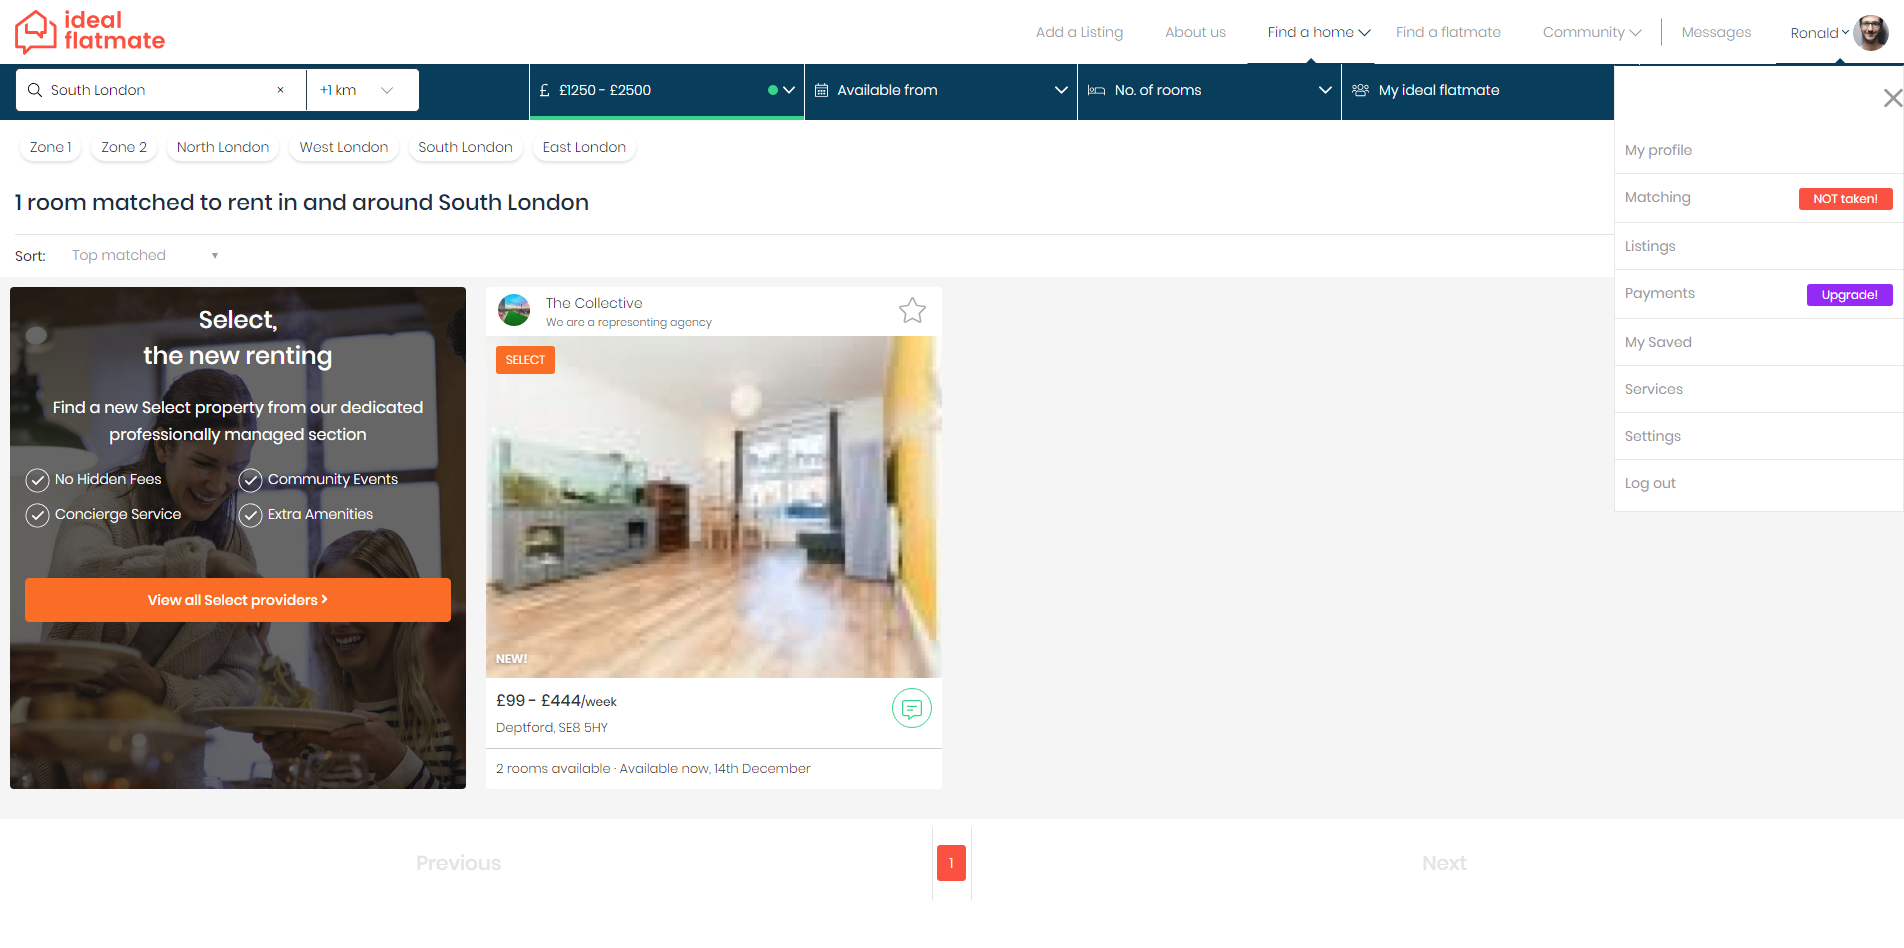 ideal
flatmate
Add a Listing
About us
Find a home
Find a flatmate
Community
Messages
Ronald
South London
×
+1 km
£ £1250 - £2500
Available from
No. of rooms
My ideal flatmate
Zone 1
Zone 2
North London
West London
South London
East London
1 room matched to rent in and around South London
Sort: Top matched
My profile
Matching NOT taken!
Listings
Payments Upgrade!
My Saved
Services
Settings
Log out
Select,
the new renting
Find a new Select property from our dedicated
professionally managed section
No Hidden Fees
Community Events
Concierge Service
Extra Amenities
View all Select providers >
The Collective
We are a representing agency
SELECT
NEW!
£99 - £444/week
Deptford, SE8 5HY
2 rooms available · Available now, 14th December
Previous
1
Next